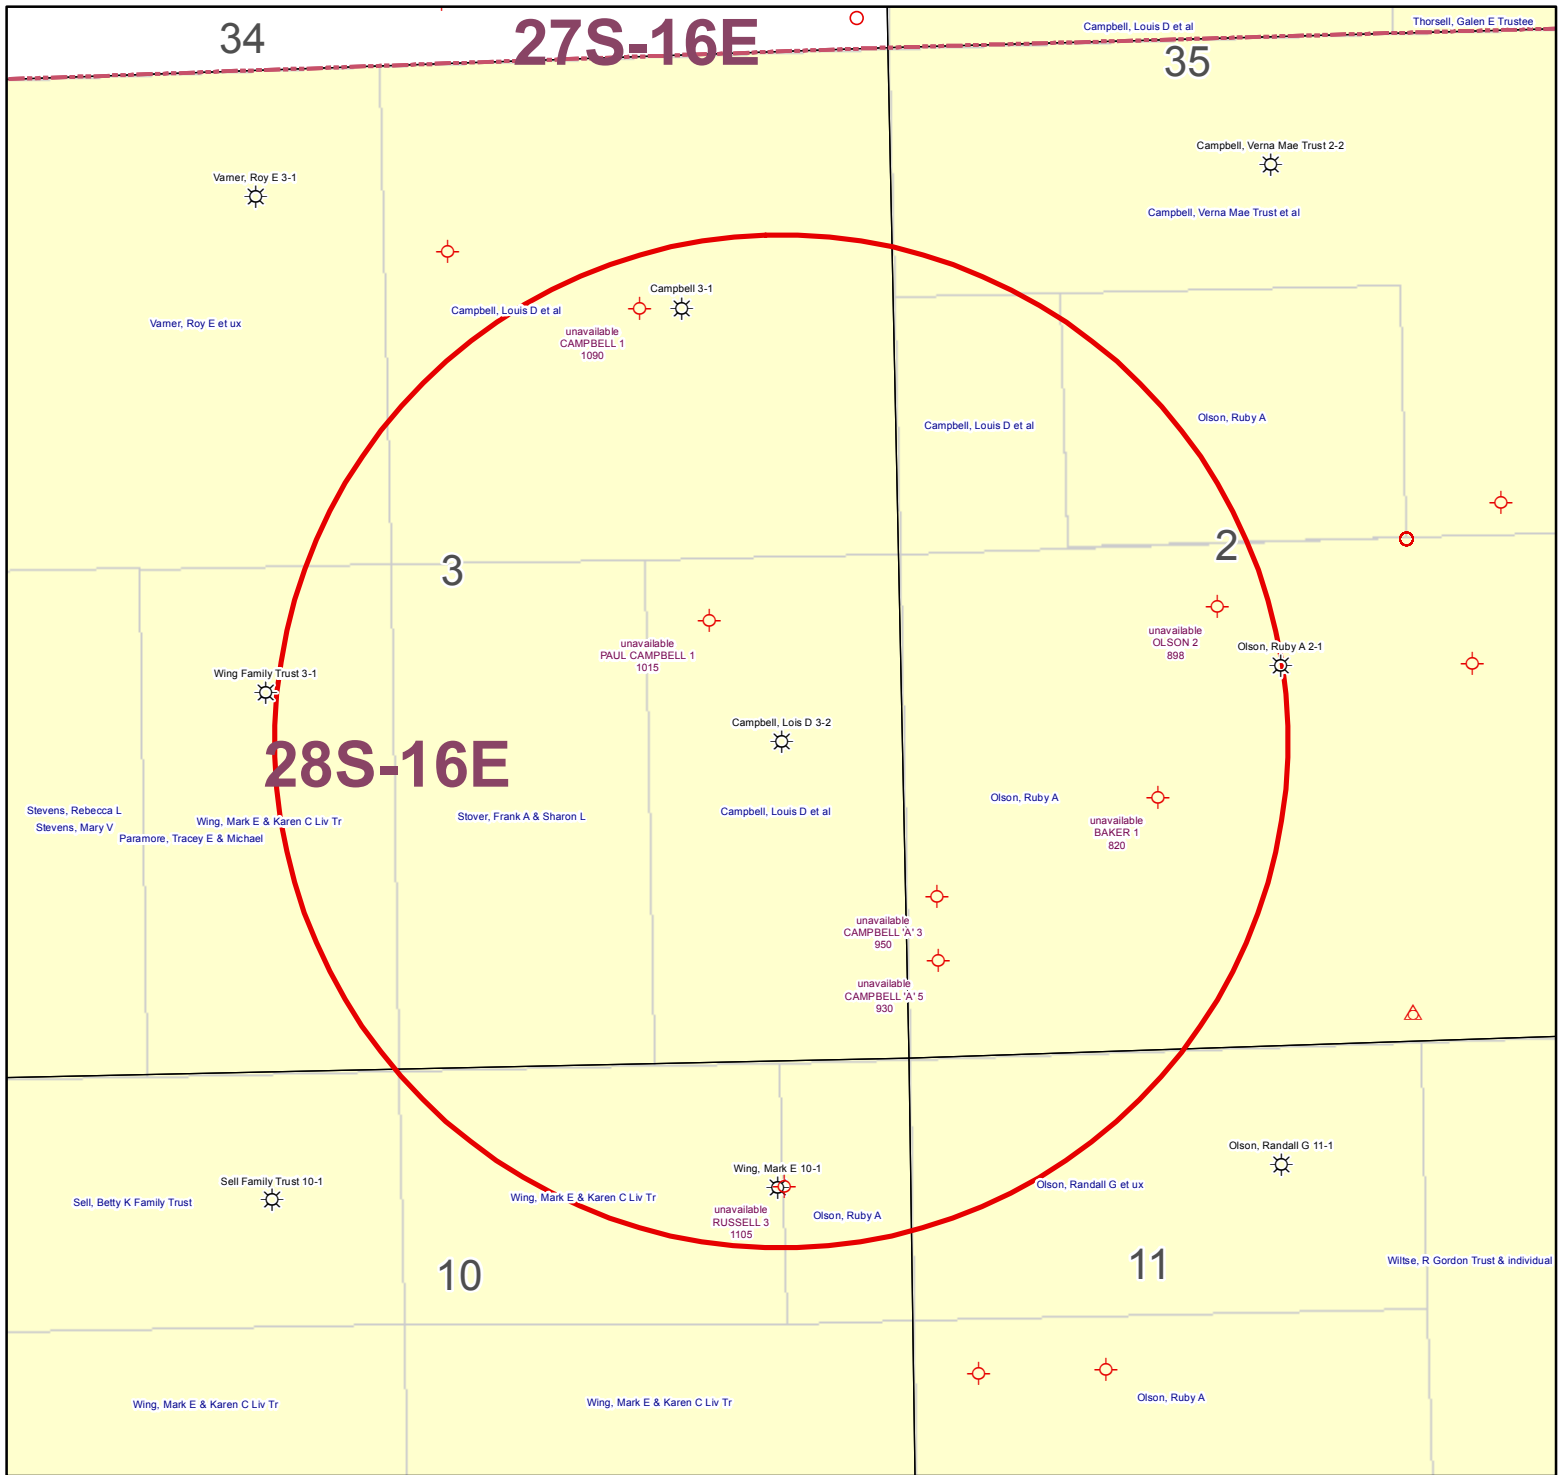 34
27S-16E
Campbell, Louis D et al
Thorsell, Galen E Trustee
35
Campbell, Verna Mae Trust 2-2
Varner, Roy E 3-1
Campbell, Verna Mae Trust et al
Campbell 3-1
Campbell, Louis D et al
Varner, Roy E et ux
unavailable
CAMPBELL 1
1090
Olson, Ruby A
Campbell, Louis D et al
3
2
unavailable
PAUL CAMPBELL 1
1015
unavailable
OLSON 2
898
Olson, Ruby A 2-1
Wing Family Trust 3-1
Campbell, Lois D 3-2
28S-16E
Olson, Ruby A
Stevens, Rebecca L
Stevens, Mary V
Paramore, Tracey E & Michael
Wing, Mark E & Karen C Liv Tr
Stover, Frank A & Sharon L
Campbell, Louis D et al
unavailable
BAKER 1
820
unavailable
CAMPBELL 'A' 3
950
unavailable
CAMPBELL 'A' 5
930
Olson, Randall G 11-1
Wing, Mark E 10-1
Sell Family Trust 10-1
Olson, Randall G et ux
Sell, Betty K Family Trust
Wing, Mark E & Karen C Liv Tr
unavailable
RUSSELL 3
1105
Olson, Ruby A
10
11
Wiltse, R Gordon Trust & individual
Wing, Mark E & Karen C Liv Tr
Wing, Mark E & Karen C Liv Tr
Olson, Ruby A